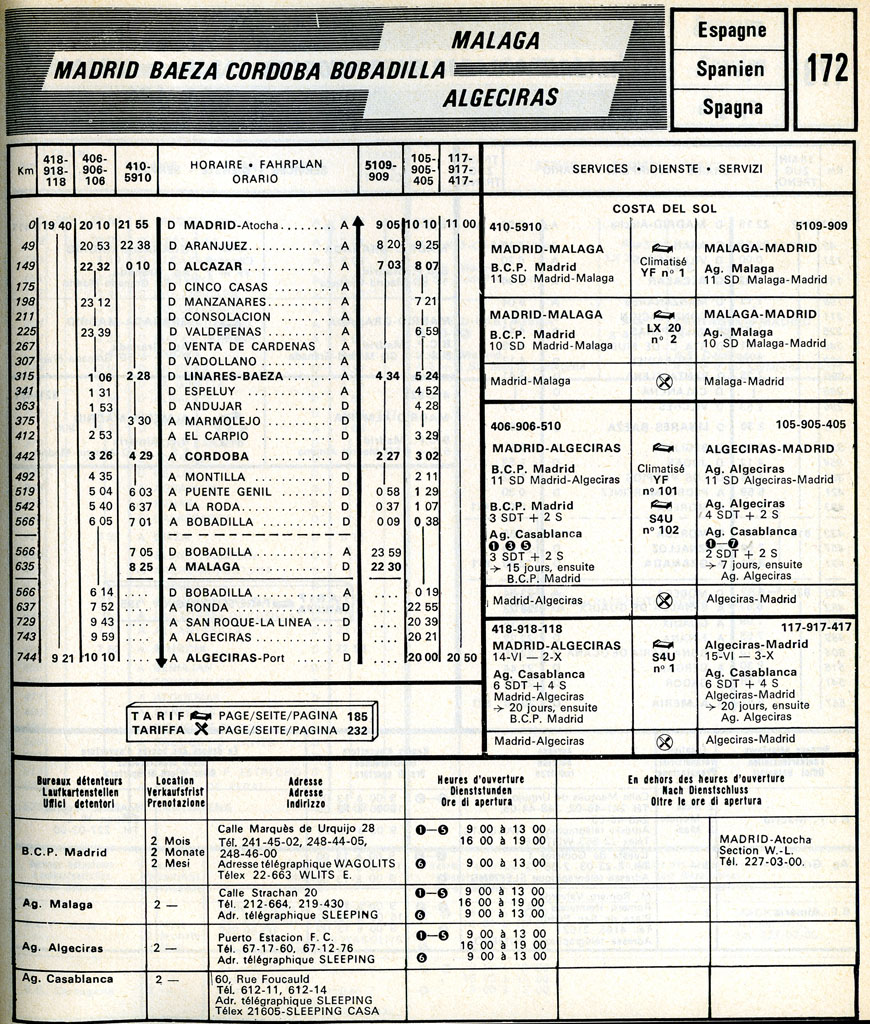 MALAGA
MADRID BAEZA CORDOBA BOBADILLA
ALGECIRAS
Espagne
Spanien
Spagna
172
Km
418-
918-
118
406-
906-
106
410-
5910
HORAIRE • FAHRPLAN
ORARIO
5109-
909
105-
905-
405
117-
917-
417-
0 19 40 20 10 21 55 D MADRID-Atocha........ A 9 05 10 10 11 00
49 20 53 22 38 D ARANJUEZ............ A 8 20 9 25
149 22 32 0 10 D ALCAZAR............. A 7 03 8 07
175 D CINCO CASAS ........ A
198 23 12 D MANZANARES.......... A 7 21
211 D CONSOLACION ........ A
225 23 39 D VALDEPENAS .......... A 6 59
267 D VENTA DE CARDENAS .. A
307 D VADOLLANO........... A
315 1 06 2 28 D LINARES-BAEZA........ A 4 34 5 24
341 1 31 D ESPELUY ............. A 4 52
363 1 53 D ANDUJAR ............. A 4 28
375 3 30 A MARMOLEJO .......... D
412 2 53 A EL CARPIO ............ D 3 29
442 3 26 4 29 A CORDOBA ............. D 2 27 3 02
492 4 35 A MONTILLA ............ D 2 11
519 5 04 6 03 A PUENTE GENIL ........ D 0 58 1 29
542 5 40 6 37 A LA RODA ............. D 0 37 1 07
566 6 05 7 01 A BOBADILLA ........... D 0 09 0 38
566 7 05 D BOBADILLA ........... A 23 59
635 8 25 A MALAGA .............. D 22 30
566 6 14 .... D BOBADILLA ........... A .... 0 19
637 7 52 .... A RONDA ............... D .... 22 55
729 9 43 .... A SAN ROQUE-LA LINEA .. D .... 20 39
743 9 59 .... A ALGECIRAS ........... D .... 20 21
744 9 21 10 10 .... A ALGECIRAS-Port ....... D .... 20 00 20 50
SERVICES • DIENSTE • SERVIZI
COSTA DEL SOL
410-5910 5109-909
MADRID-MALAGA MALAGA-MADRID
Climatisé
YF nº 1
B.C.P. Madrid Ag. Malaga
11 SD Madrid-Malaga 11 SD Malaga-Madrid
MADRID-MALAGA MALAGA-MADRID
LX 20
nº 2
B.C.P. Madrid Ag. Malaga
10 SD Madrid-Malaga 10 SD Malaga-Madrid
Madrid-Malaga Malaga-Madrid
406-906-510 105-905-405
MADRID-ALGECIRAS ALGECIRAS-MADRID
Climatisé
YF
nº 101
B.C.P. Madrid Ag. Algeciras
11 SD Madrid-Algeciras 11 SD Algeciras-Madrid
S4U
nº 102
B.C.P. Madrid Ag. Algeciras
3 SDT + 2 S 4 SDT + 2 S
Ag. Casablanca Ag. Casablanca
❶ ❸ ❺ ❶—❼
3 SDT + 2 S 2 SDT + 2 S
→ 15 jours, ensuite → 7 jours, ensuite
B.C.P. Madrid Ag. Algeciras
Madrid-Algeciras Algeciras-Madrid
418-918-118 117-917-417
MADRID-ALGECIRAS Algeciras-Madrid
14-VI — 2-X 15-VI — 3-X
S4U
nº 1
Ag. Casablanca Ag. Casablanca
6 SDT + 4 S 6 SDT + 4 S
Madrid-Algeciras Algeciras-Madrid
→ 20 jours, ensuite → 20 jours, ensuite
B.C.P. Madrid Ag. Algeciras
Madrid-Algeciras Algeciras-Madrid
TARIF PAGE/SEITE/PAGINA 185
TARIFFA PAGE/SEITE/PAGINA 232
Bureaux détenteurs
Laufkartenstellen
Uffici detentori
Location
Verkaufsfrist
Prenotazione
Adresse
Adresse
Indirizzo
Heures d'ouverture
Dienststunden
Ore di apertura
En dehors des heures d'ouverture
Nach Dienstschluss
Oltre le ore di apertura
B.C.P. Madrid
2 Mois
2 Monate
2 Mesi
Calle Marquès de Urquijo 28
Tél. 241-45-02, 248-44-05,
248-46-00
Adresse télégraphique WAGOLITS
Télex 22-663 WLITS E.
❶—❺ 9 00 à 13 00
16 00 à 19 00
❻ 9 00 à 13 00
MADRID-Atocha
Section W.-L.
Tél. 227-03-00.
Ag. Malaga
2 —
Calle Strachan 20
Tél. 212-664, 219-430
Adr. télégraphique SLEEPING
❶—❺ 9 00 à 13 00
16 00 à 19 00
❻ 9 00 à 13 00
Ag. Algeciras
2 —
Puerto Estacion F. C.
Tél. 67-17-60, 67-12-76
Adr. télégraphique SLEEPING
❶—❺ 9 00 à 13 00
16 00 à 19 00
❻ 9 00 à 13 00
Ag. Casablanca
2 —
60, Rue Foucauld
Tél. 612-11, 612-14
Adr. télégraphique SLEEPING
Télex 21605-SLEEPING CASA